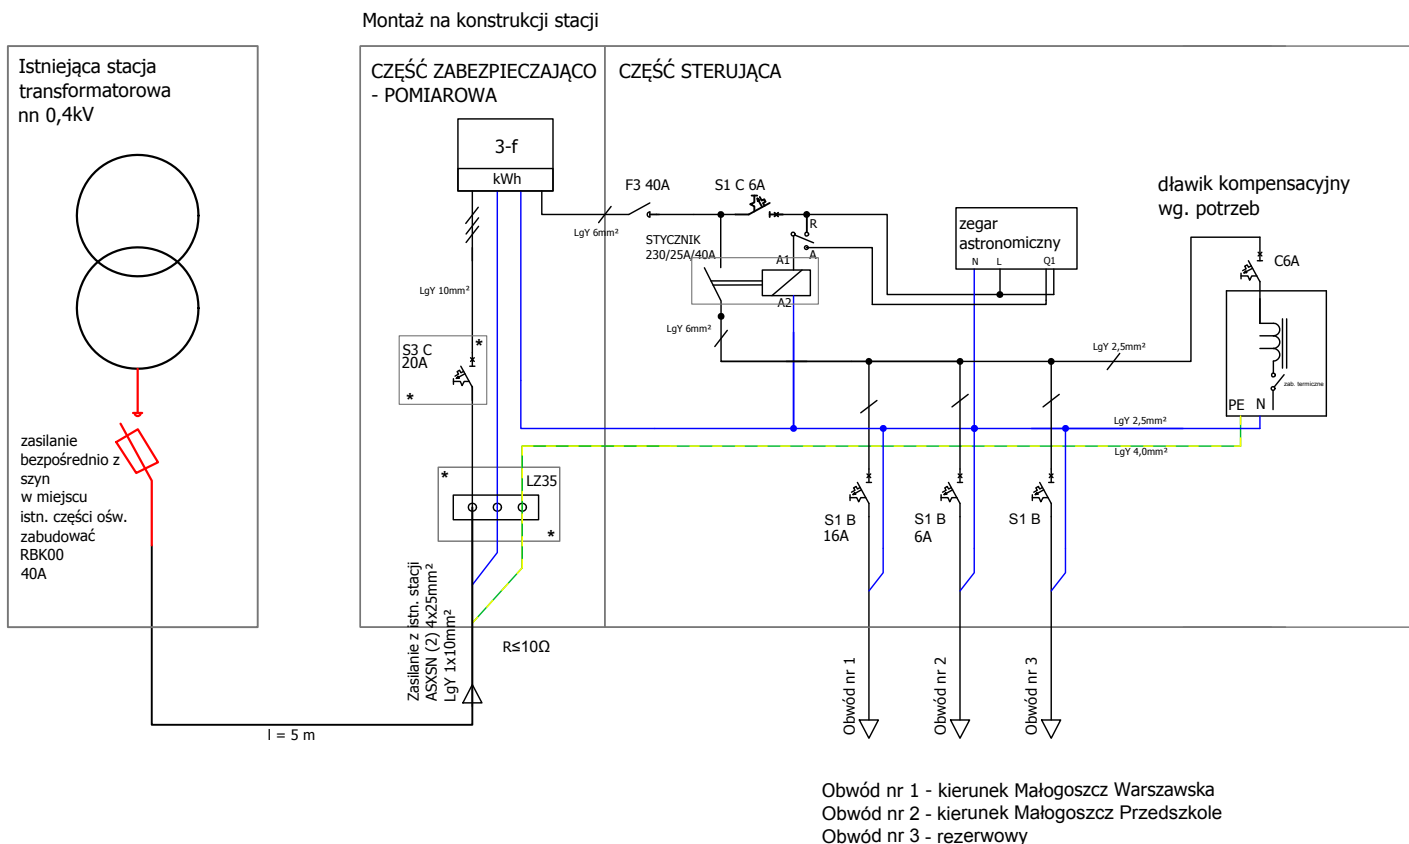 Montaż na konstrukcji stacji
Istniejąca stacja
transformatorowa
nn 0,4kV
CZĘŚĆ ZABEZPIECZAJĄCO
- POMIAROWA
CZĘŚĆ STERUJĄCA
3-f
kWh
F3 40A
S1 C 6A
LgY 6mm²
STYCZNIK
230/25A/40A
R
A
A1
A2
zegar
astronomiczny
N
L
Q1
dławik kompensacyjny
wg. potrzeb
C6A
zab. termiczne
PE
N
LgY 10mm²
LgY 6mm²
LgY 2,5mm²
S3 C
20A
*
*
LgY 2,5mm²
LgY 4,0mm²
zasilanie
bezpośrednio z
szyn
w miejscu
istn. części ośw.
zabudować
RBK00
40A
*
LZ35
*
S1 B
16A
S1 B
6A
S1 B
Zasilanie z istn. stacji
ASXSN (2) 4x25mm²
LgY 1x10mm²
R≤10Ω
Obwód nr 1
Obwód nr 2
Obwód nr 3
l = 5 m
Obwód nr 1 - kierunek Małogoszcz Warszawska
Obwód nr 2 - kierunek Małogoszcz Przedszkole
Obwód nr 3 - rezerwowy